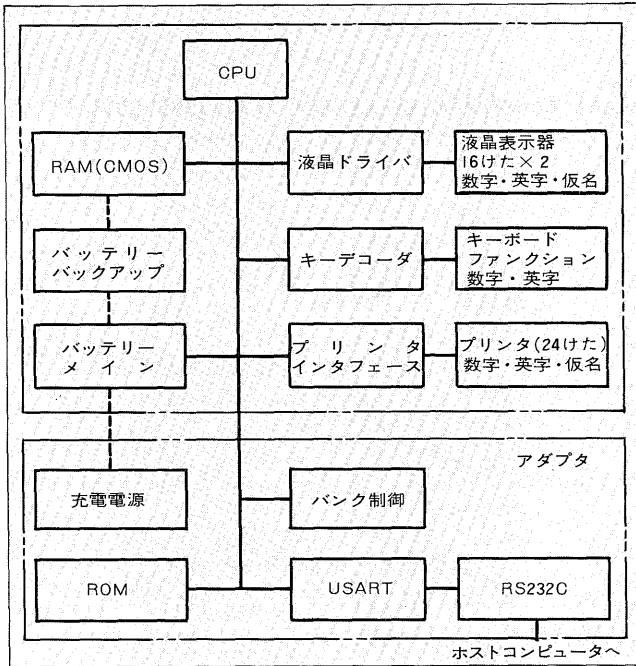 CPU
RAM(CMOS)
液晶ドライバ
液晶表示器
16けた×2
数字・英字・仮名
バッテリー
バックアップ
キーデコーダ
キーボード
ファンクション
数字・英字
バッテリー
メイン
プリンタ
インタフェース
プリンタ(24けた)
数字・英字・仮名
アダプタ
充電電源
バンク制御
ROM
USART
RS232C
ホストコンピュータへ